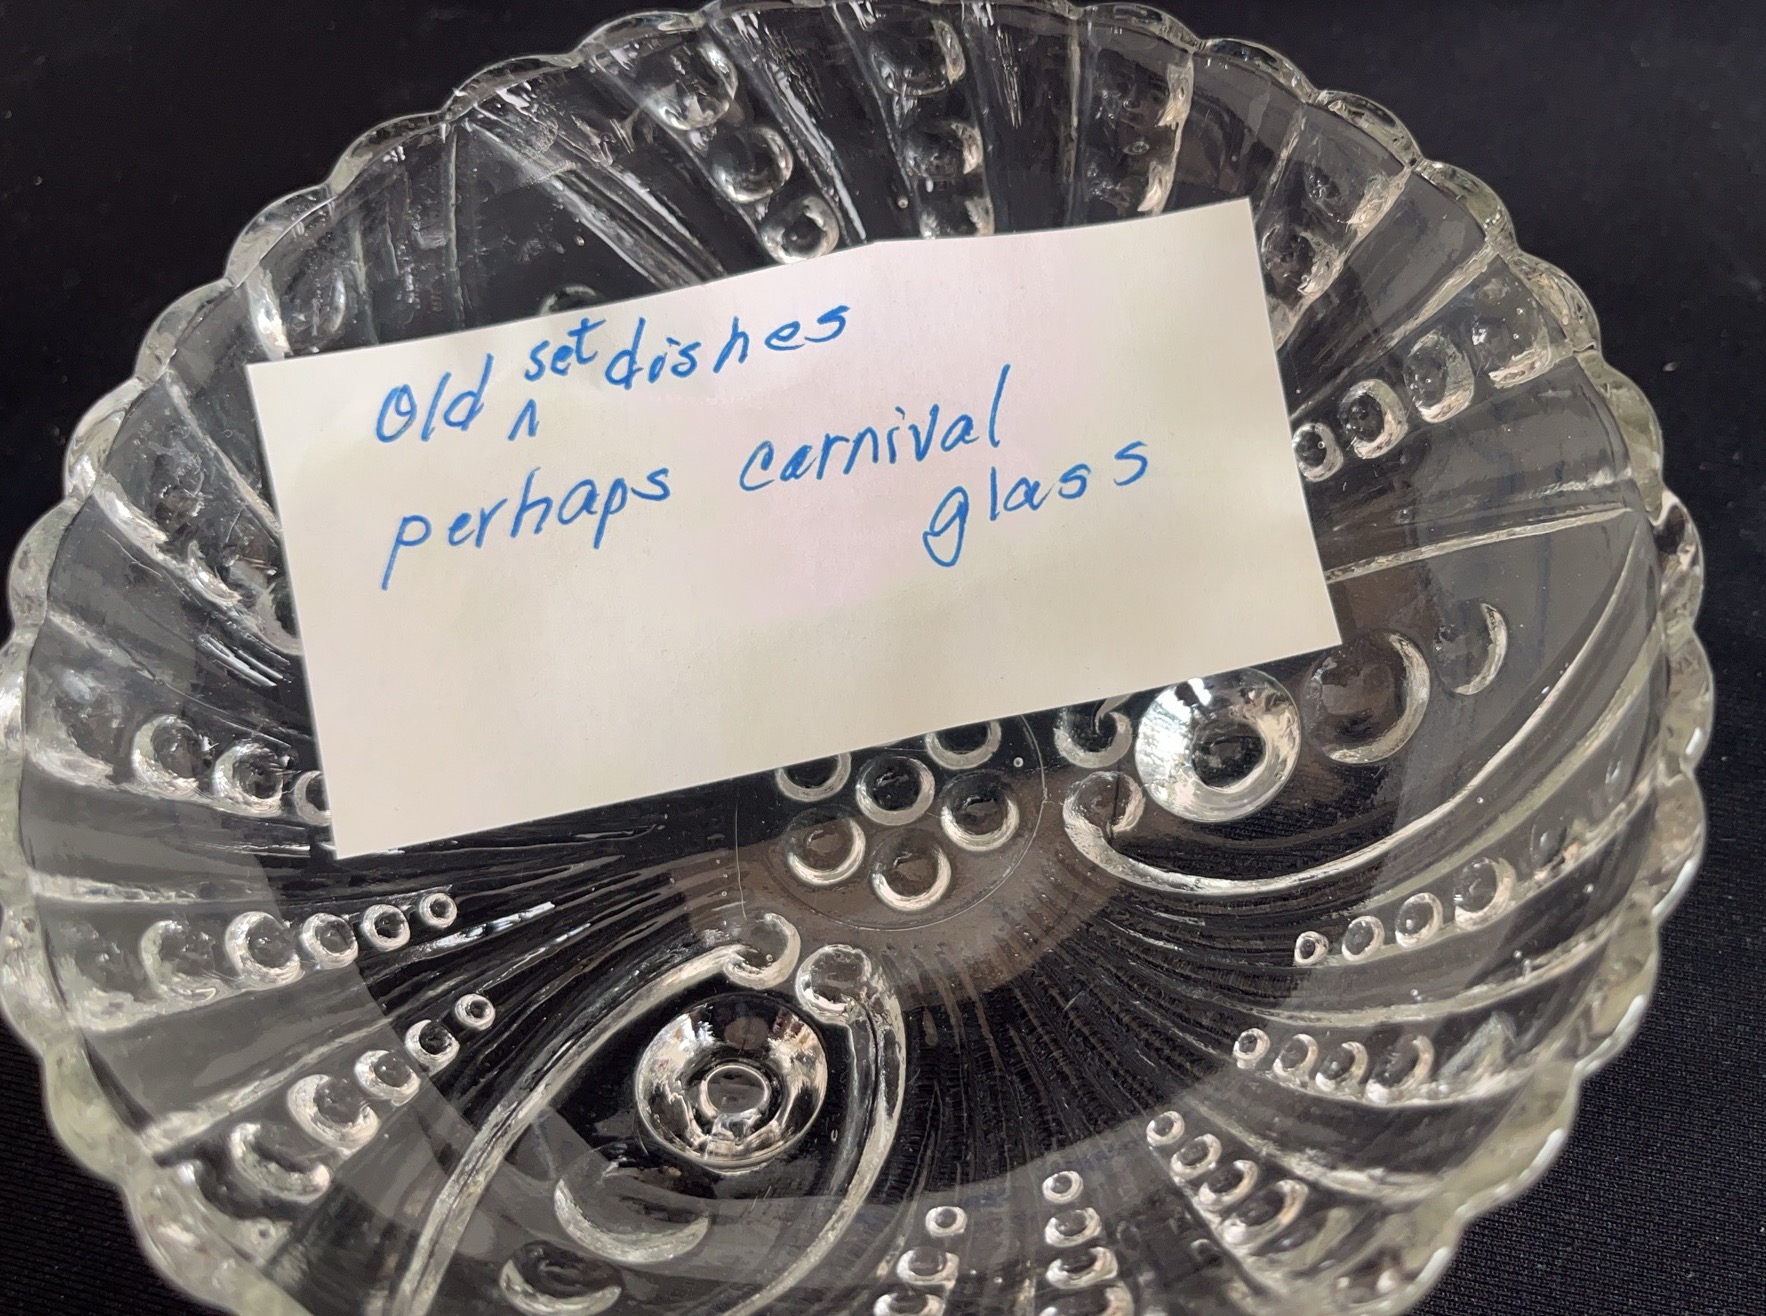 Old set dishes
perhaps carnival
glass